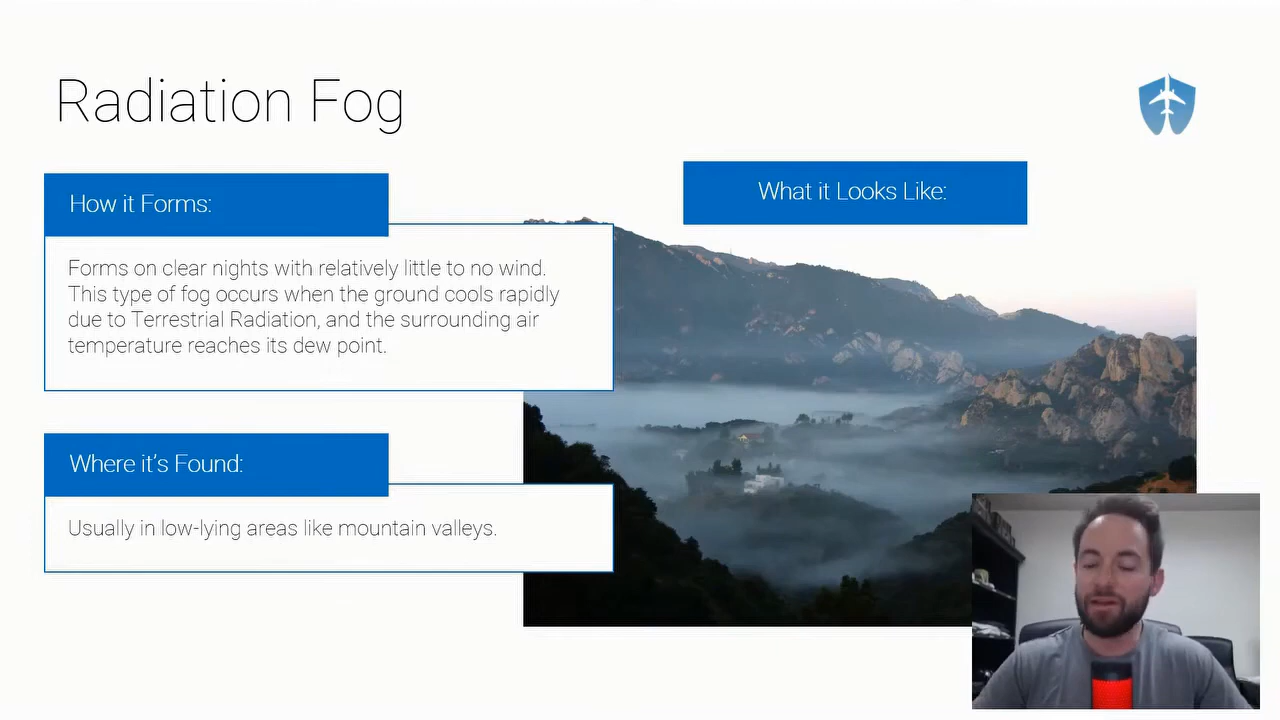 Radiation Fog
How it Forms:
What it Looks Like:
Forms on clear nights with relatively little to no wind.
This type of fog occurs when the ground cools rapidly
due to Terrestrial Radiation, and the surrounding air
temperature reaches its dew point.
Where it's Found:
Usually in low-lying areas like mountain valleys.